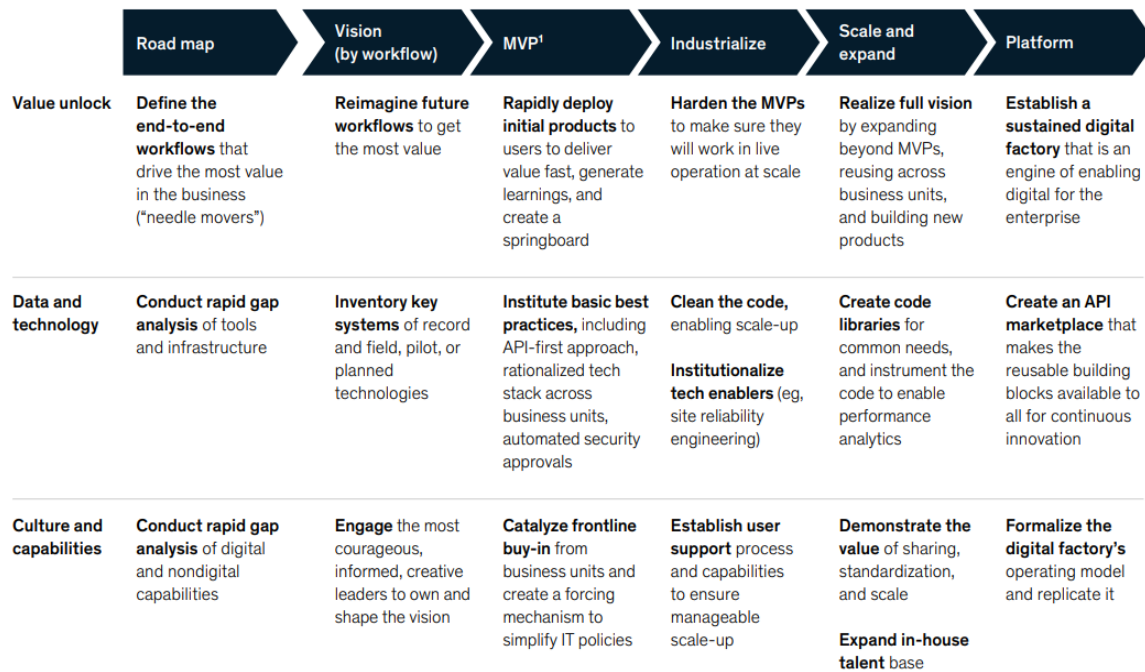 Road map
Vision
(by workflow)
MVP¹
Industrialize
Scale and
expand
Platform
Value unlock
Define the
end-to-end
workflows that
drive the most value
in the business
(“needle movers”)
Reimagine future
workflows to get
the most value
Rapidly deploy
initial products to
users to deliver
value fast, generate
learnings, and
create a
springboard
Harden the MVPs
to make sure they
will work in live
operation at scale
Realize full vision
by expanding
beyond MVPs,
reusing across
business units,
and building new
products
Establish a
sustained digital
factory that is an
engine of enabling
digital for the
enterprise
Data and
technology
Conduct rapid gap
analysis of tools
and infrastructure
Inventory key
systems of record
and field, pilot, or
planned
technologies
Institute basic best
practices, including
API-first approach,
rationalized tech
stack across
business units,
automated security
approvals
Clean the code,
enabling scale-up
Institutionalize
tech enablers (eg,
site reliability
engineering)
Create code
libraries for
common needs,
and instrument the
code to enable
performance
analytics
Create an API
marketplace that
makes the
reusable building
blocks available to
all for continuous
innovation
Culture and
capabilities
Conduct rapid gap
analysis of digital
and nondigital
capabilities
Engage the most
courageous,
informed, creative
leaders to own and
shape the vision
Catalyze frontline
buy-in from
business units and
create a forcing
mechanism to
simplify IT policies
Establish user
support process
and capabilities
to ensure
manageable
scale-up
Demonstrate the
value of sharing,
standardization,
and scale
Expand in-house
talent base
Formalize the
digital factory’s
operating model
and replicate it